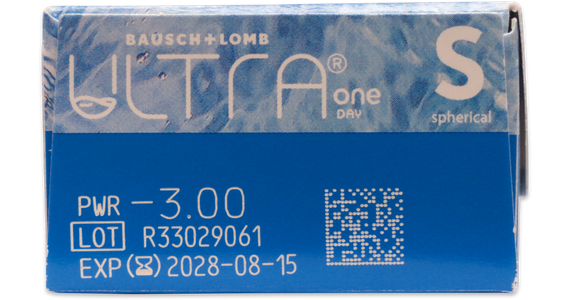 BAUSCH + LOMB
ULTRA® one DAY
S
spherical
PWR -3.00
LOT R33029061
EXP (⌛) 2028-08-15